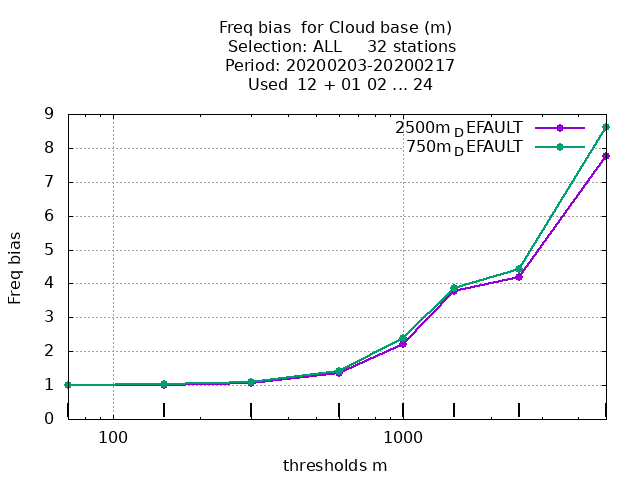 Freq bias  for Cloud base (m)
Selection: ALL     32 stations
Period: 20200203-20200217
Used  12 + 01 02 ... 24
2500m_DEFAULT
750m_DEFAULT
9
8
7
6
5
4
3
2
1
0
Freq bias
100
1000
thresholds m